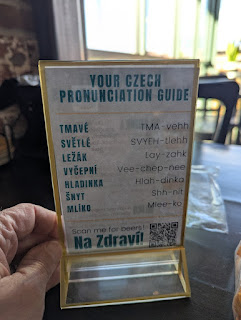 YOUR CZECH
PRONUNCIATION GUIDE
TMAVÉ TMA-vehh
SVĚTLÉ SVYEH-tlehh
LEŽÁK Lay-zahk
VYČEPNÍ Vee-chep-nee
HLADINKA Hlah-dinka
ŠNYT Shh-nit
MLÍKO Mlee-ko
Scan me for beers!
Na Zdraví!